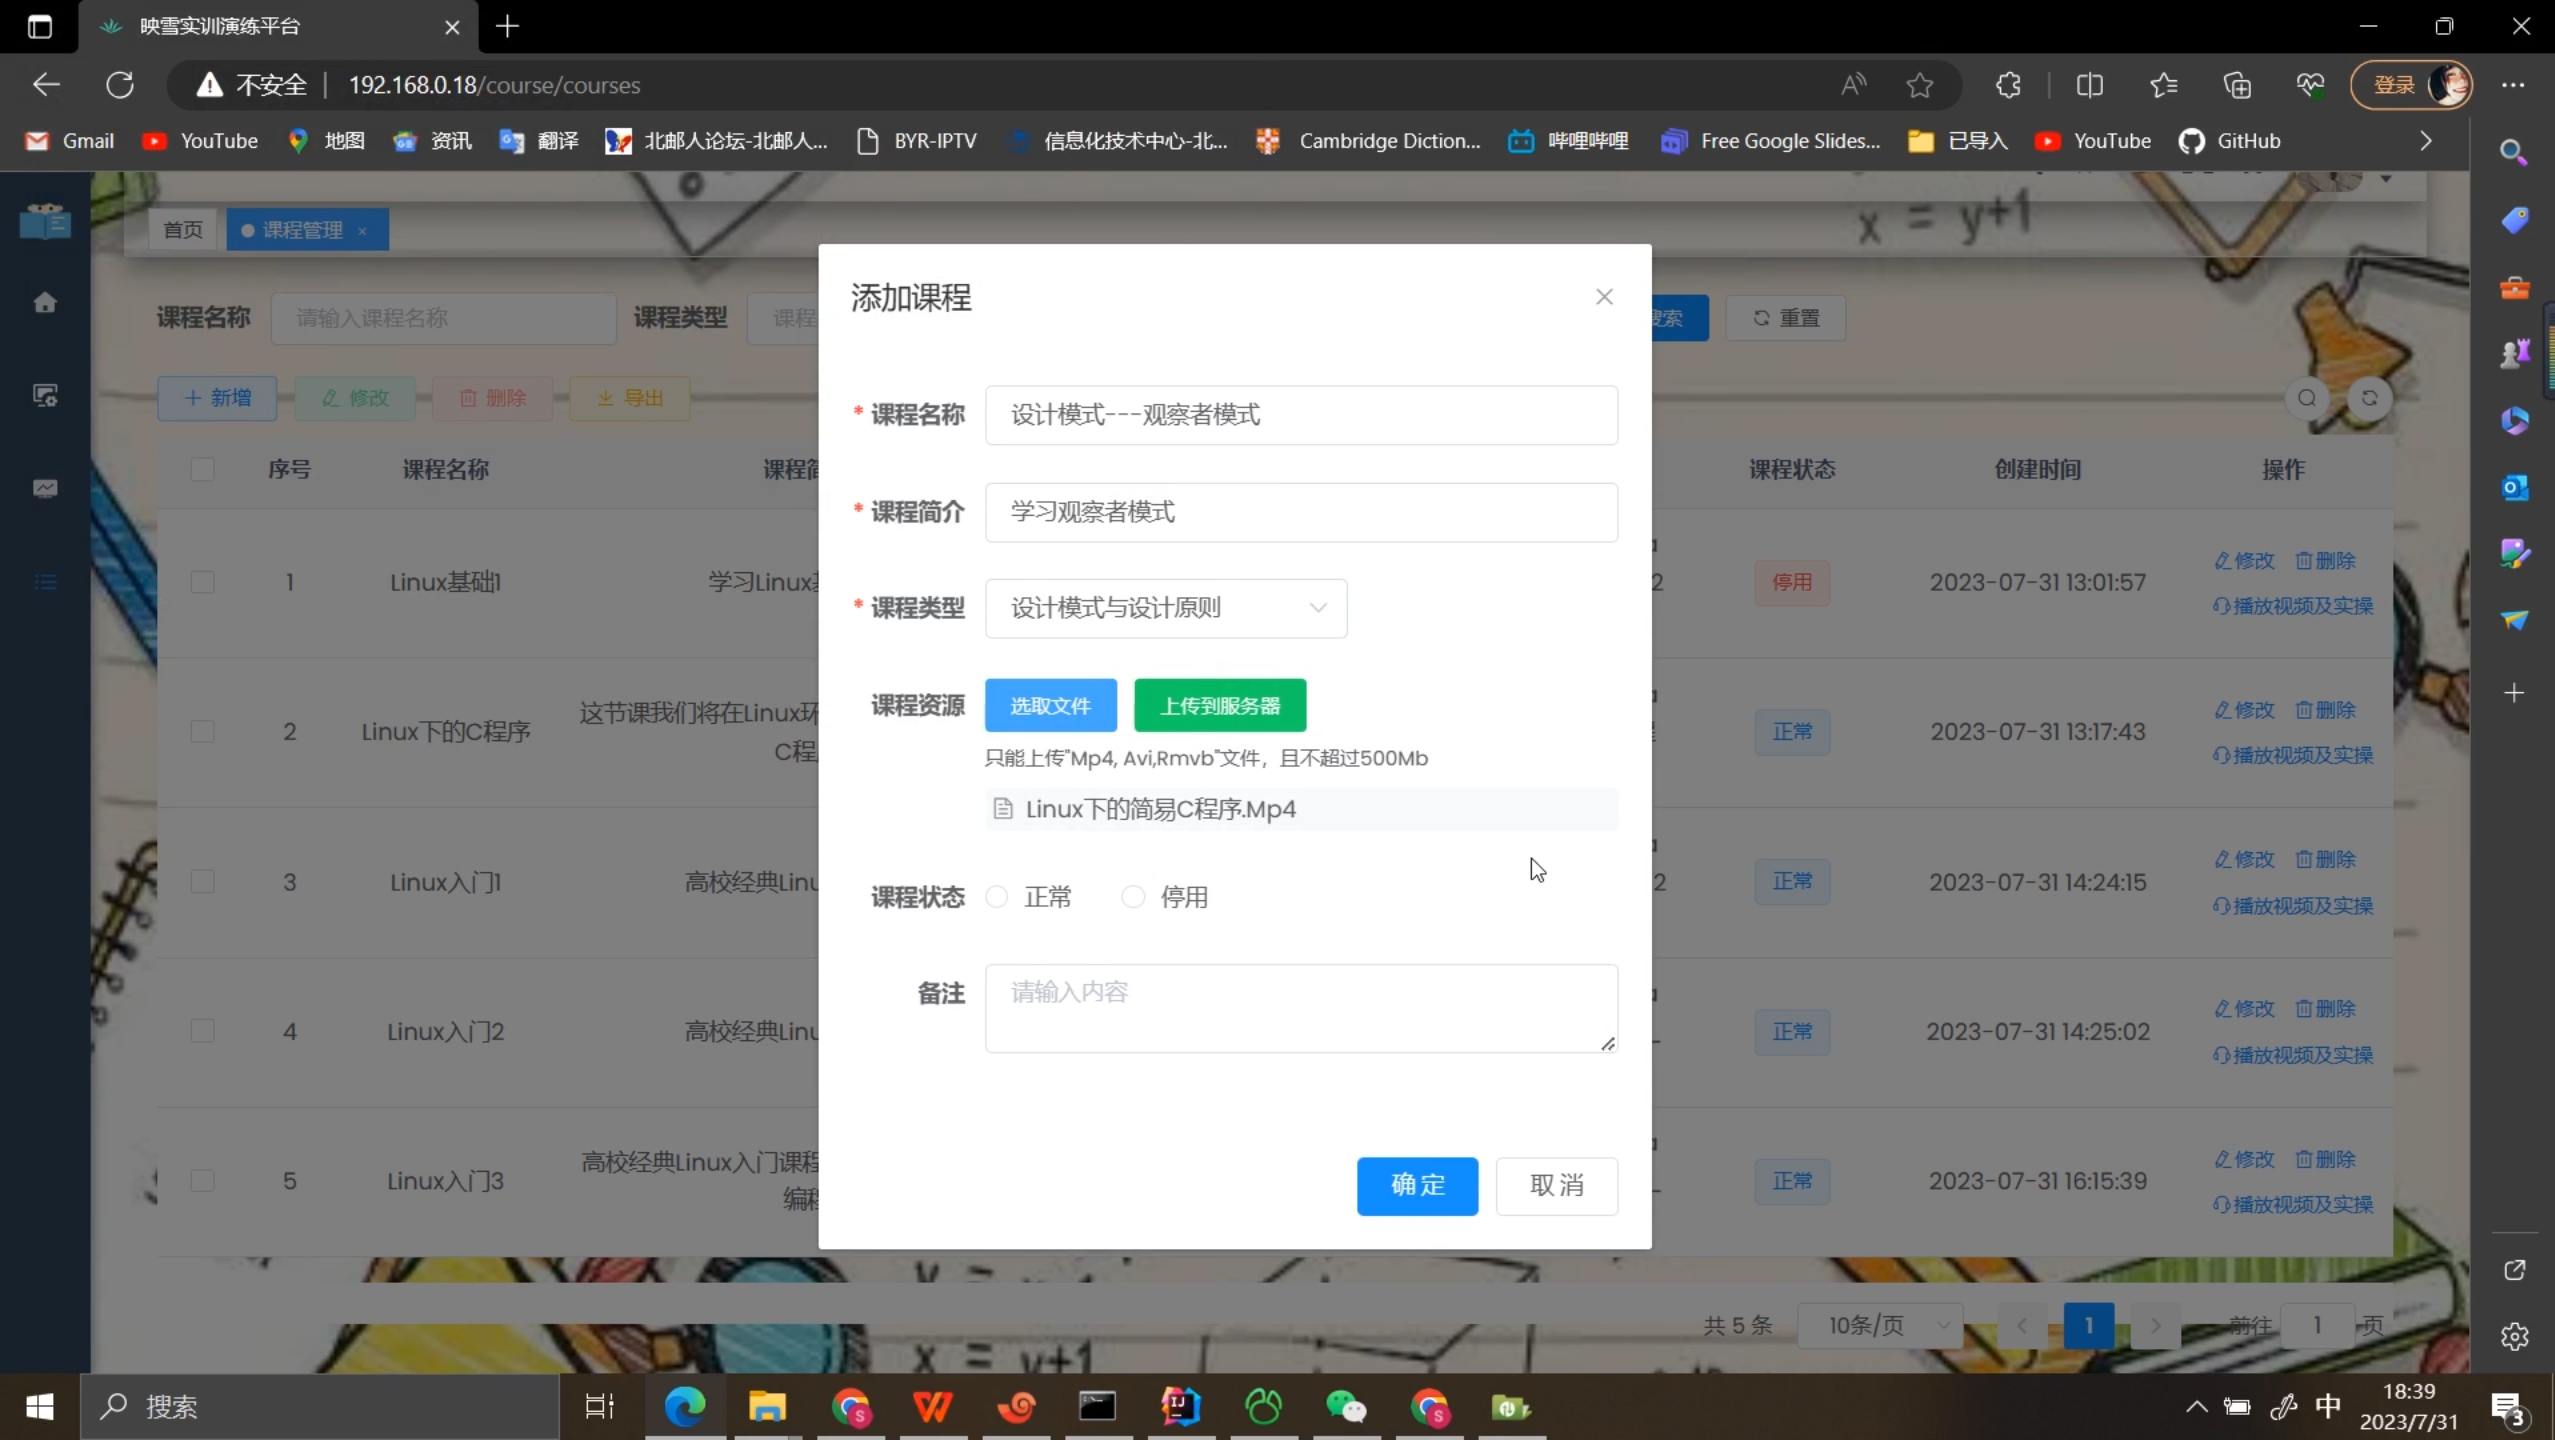 映雪实训演练平台
不安全
192.168.0.18/course/courses
登录
Gmail
YouTube
地图
资讯
翻译
北邮人论坛-北邮人...
BYR-IPTV
信息化技术中心-北...
Cambridge Diction...
哔哩哔哩
Free Google Slides...
已导入
YouTube
GitHub
首页
课程管理
x = y+1
添加课程
课程名称
请输入课程名称
课程类型
课程
搜索
重置
新增
修改
删除
导出
* 课程名称
设计模式---观察者模式
* 课程简介
学习观察者模式
* 课程类型
设计模式与设计原则
课程资源
选取文件
上传到服务器
只能上传"Mp4, Avi,Rmvb"文件，且不超过500Mb
Linux下的简易C程序.Mp4
课程状态
正常
停用
备注
请输入内容
确 定
取 消
序号
课程名称
课程简
课程状态
创建时间
操作
1
Linux基础1
学习Linux基
2
停用
2023-07-31 13:01:57
修改
删除
播放视频及实操
2
Linux下的C程序
这节课我们将在Linux环
C程
正常
2023-07-31 13:17:43
修改
删除
播放视频及实操
3
Linux入门1
高校经典Linu
2
正常
2023-07-31 14:24:15
修改
删除
播放视频及实操
4
Linux入门2
高校经典Linu
正常
2023-07-31 14:25:02
修改
删除
播放视频及实操
5
Linux入门3
高校经典Linux入门课程
编程
正常
2023-07-31 16:15:39
修改
删除
播放视频及实操
共 5 条
10条/页
1
前往
1
页
x = y+1
搜索
中
18:39
2023/7/31
3